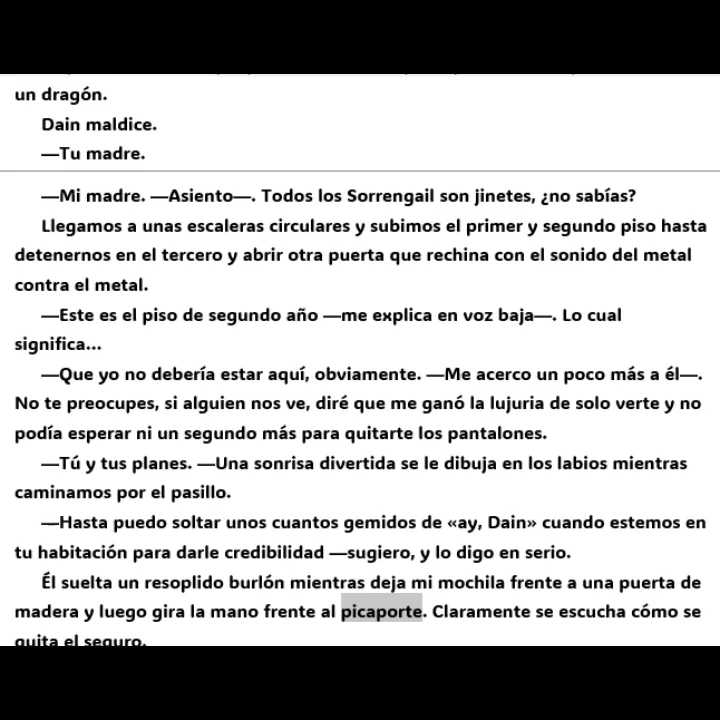 un dragón.
Dain maldice.
—Tu madre.
—Mi madre. —Asiento—. Todos los Sorrengail son jinetes, ¿no sabías?
Llegamos a unas escaleras circulares y subimos el primer y segundo piso hasta
detenernos en el tercero y abrir otra puerta que rechina con el sonido del metal
contra el metal.
—Este es el piso de segundo año —me explica en voz baja—. Lo cual
significa...
—Que yo no debería estar aquí, obviamente. —Me acerco un poco más a él—.
No te preocupes, si alguien nos ve, diré que me ganó la lujuria de solo verte y no
podía esperar ni un segundo más para quitarte los pantalones.
—Tú y tus planes. —Una sonrisa divertida se le dibuja en los labios mientras
caminamos por el pasillo.
—Hasta puedo soltar unos cuantos gemidos de «ay, Dain» cuando estemos en
tu habitación para darle credibilidad —sugiero, y lo digo en serio.
Él suelta un resoplido burlón mientras deja mi mochila frente a una puerta de
madera y luego gira la mano frente al picaporte. Claramente se escucha cómo se
quita el seguro.